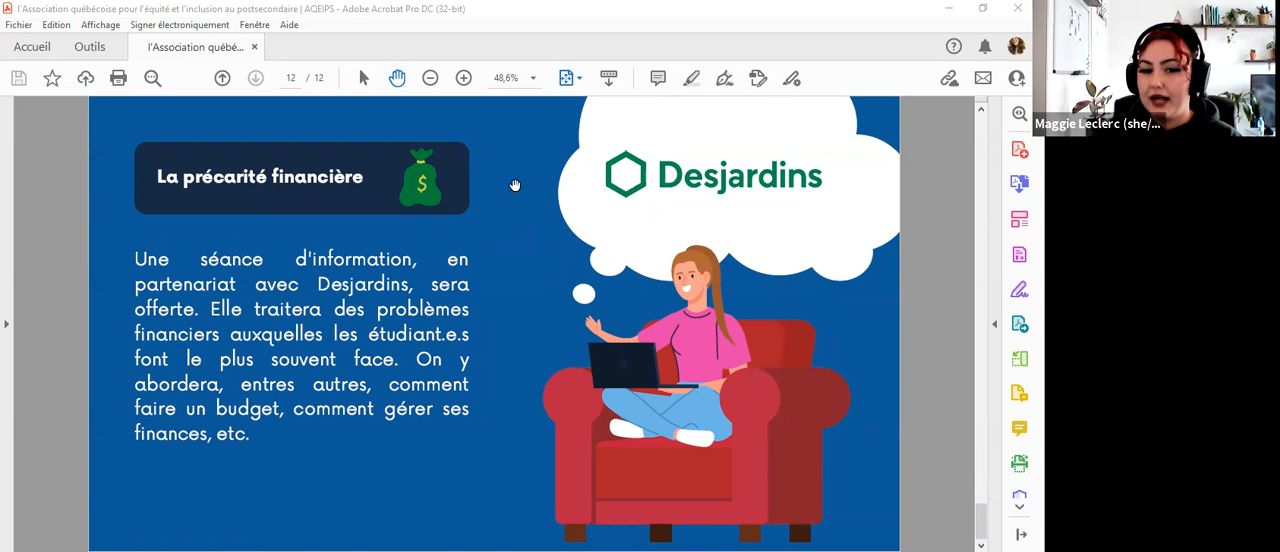 l'Association québécoise pour l'équité et l'inclusion au postsecondaire | AQEIPS - Adobe Acrobat Pro DC (32-bit)
Fichier Edition Affichage Signer électroniquement Fenêtre Aide
Accueil Outils l'Association québé... ×
12 / 12 48,6%
Maggie Leclerc (she/...
La précarité financière
$
Desjardins
Une séance d'information, en
partenariat avec Desjardins, sera
offerte. Elle traitera des problèmes
financiers auxquelles les étudiant.e.s
font le plus souvent face. On y
abordera, entres autres, comment
faire un budget, comment gérer ses
finances, etc.